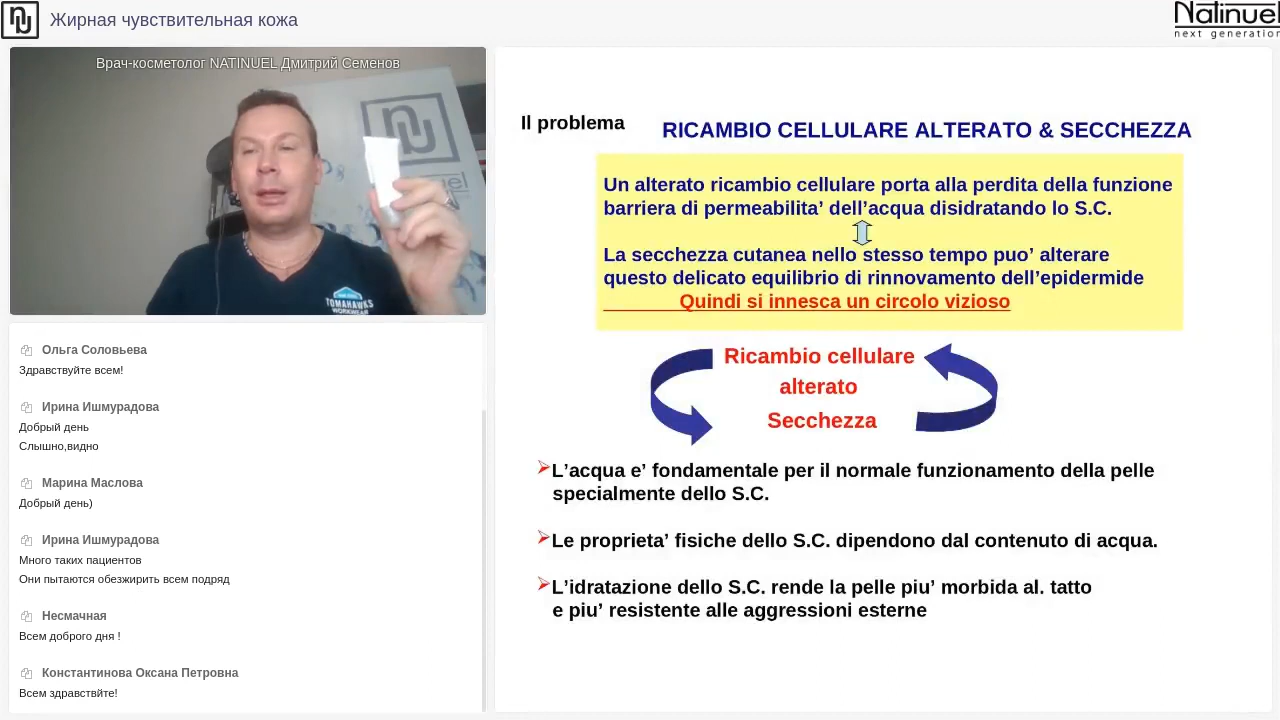 Жирная чувствительная кожа
Natinuel
next generation
Врач-косметолог NATINUEL Дмитрий Семенов
TOMAHAWKS
WORKWEAR
Ольга Соловьева
Здравствуйте всем!
Ирина Ишмурадова
Добрый день
Слышно,видно
Марина Маслова
Добрый день)
Ирина Ишмурадова
Много таких пациентов
Они пытаются обезжирить всем подряд
Несмачная
Всем доброго дня !
Константинова Оксана Петровна
Всем здравствйте!
Il problema
RICAMBIO CELLULARE ALTERATO & SECCHEZZA
Un alterato ricambio cellulare porta alla perdita della funzione
barriera di permeabilita’ dell’acqua disidratando lo S.C.
La secchezza cutanea nello stesso tempo puo’ alterare
questo delicato equilibrio di rinnovamento dell’epidermide
Quindi si innesca un circolo vizioso
Ricambio cellulare
alterato
Secchezza
L’acqua e’ fondamentale per il normale funzionamento della pelle
specialmente dello S.C.
Le proprieta’ fisiche dello S.C. dipendono dal contenuto di acqua.
L’idratazione dello S.C. rende la pelle piu’ morbida al. tatto
e piu’ resistente alle aggressioni esterne